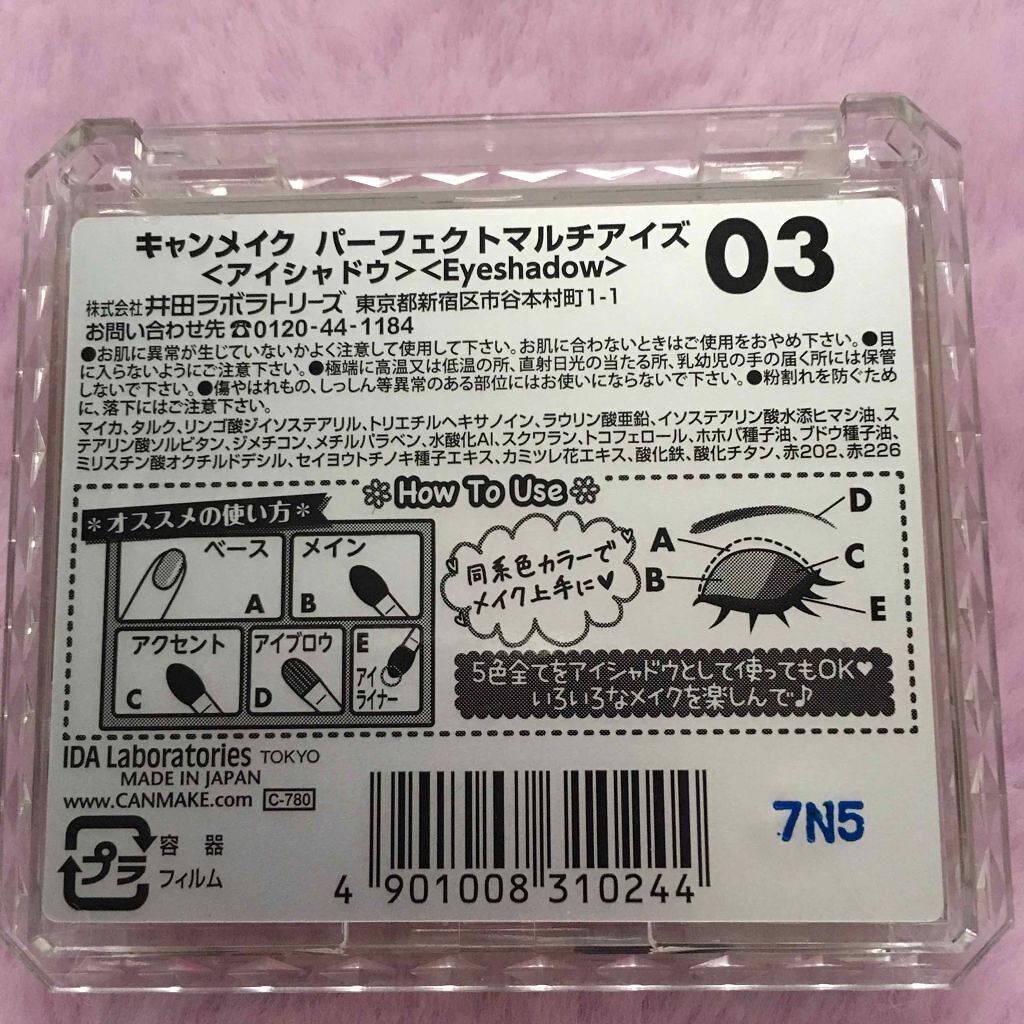 キャンメイク パーフェクトマルチアイズ 03
<アイシャドウ><Eyeshadow>
株式会社 井田ラボラトリーズ 東京都新宿区市谷本村町1-1
お問い合わせ先 ☎0120-44-1184
●お肌に異常が生じていないかよく注意して使用して下さい。お肌に合わないときはご使用をおやめ下さい。●目
に入らないようにご注意下さい。●極端に高温又は低温の所、直射日光の当たる所、乳幼児の手の届く所には保管
しないで下さい。●傷やはれもの、しっしん等異常のある部位にはお使いにならないで下さい。●粉割れを防ぐため
に、落下にはご注意下さい。
マイカ、タルク、リンゴ酸ジイソステアリル、トリエチルヘキサノイン、ラウリン酸亜鉛、イソステアリン酸水添ヒマシ油、ス
テアリン酸ソルビタン、ジメチコン、メチルパラベン、水酸化Al、スクワラン、トコフェロール、ホホバ種子油、ブドウ種子油、
ミリスチン酸オクチルドデシル、セイヨウトチノキ種子エキス、カミツレ花エキス、酸化鉄、酸化チタン、赤202、赤226
How To Use
*オススメの使い方*
ベース
A
メイン
B
アクセント
C
アイブロウ
D
E
アイ
ライナー
同系色カラーで
メイク上手に♥
A
B
D
C
E
5色全てをアイシャドウとして使ってもOK♥
いろいろなメイクを楽しんで♪
IDA Laboratories TOKYO
MADE IN JAPAN
www.CANMAKE.com C-780
プラ
容器
フィルム
4 901008 310244
7N5